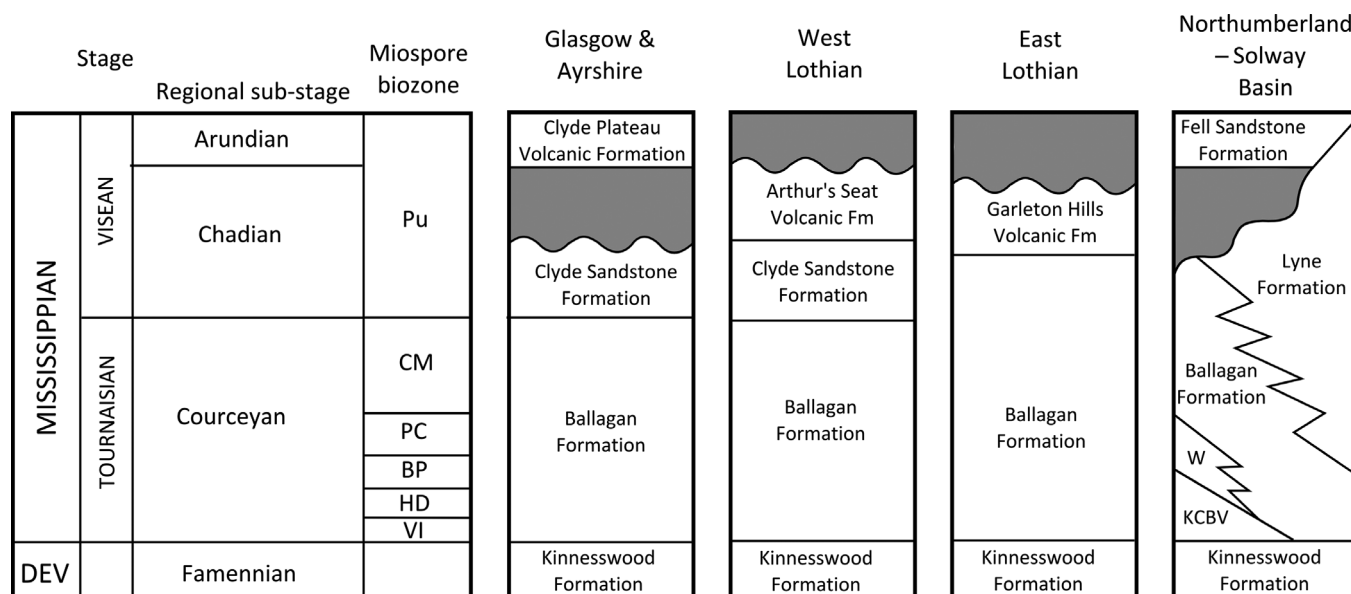 Stage
Regional sub-stage
Miospore
biozone
Glasgow &
Ayrshire
West
Lothian
East
Lothian
Northumberland
– Solway
Basin
MISSISSIPPIAN
DEV
VISEAN
TOURNAISIAN
Arundian
Chadian
Courceyan
Famennian
Pu
CM
PC
BP
HD
VI
Clyde Plateau
Volcanic Formation
Clyde Sandstone
Formation
Ballagan
Formation
Kinnesswood
Formation
Arthur's Seat
Volcanic Fm
Clyde Sandstone
Formation
Ballagan
Formation
Kinnesswood
Formation
Garleton Hills
Volcanic Fm
Ballagan
Formation
Kinnesswood
Formation
Fell Sandstone
Formation
Lyne
Formation
Ballagan
Formation
W
KCBV
Kinnesswood
Formation